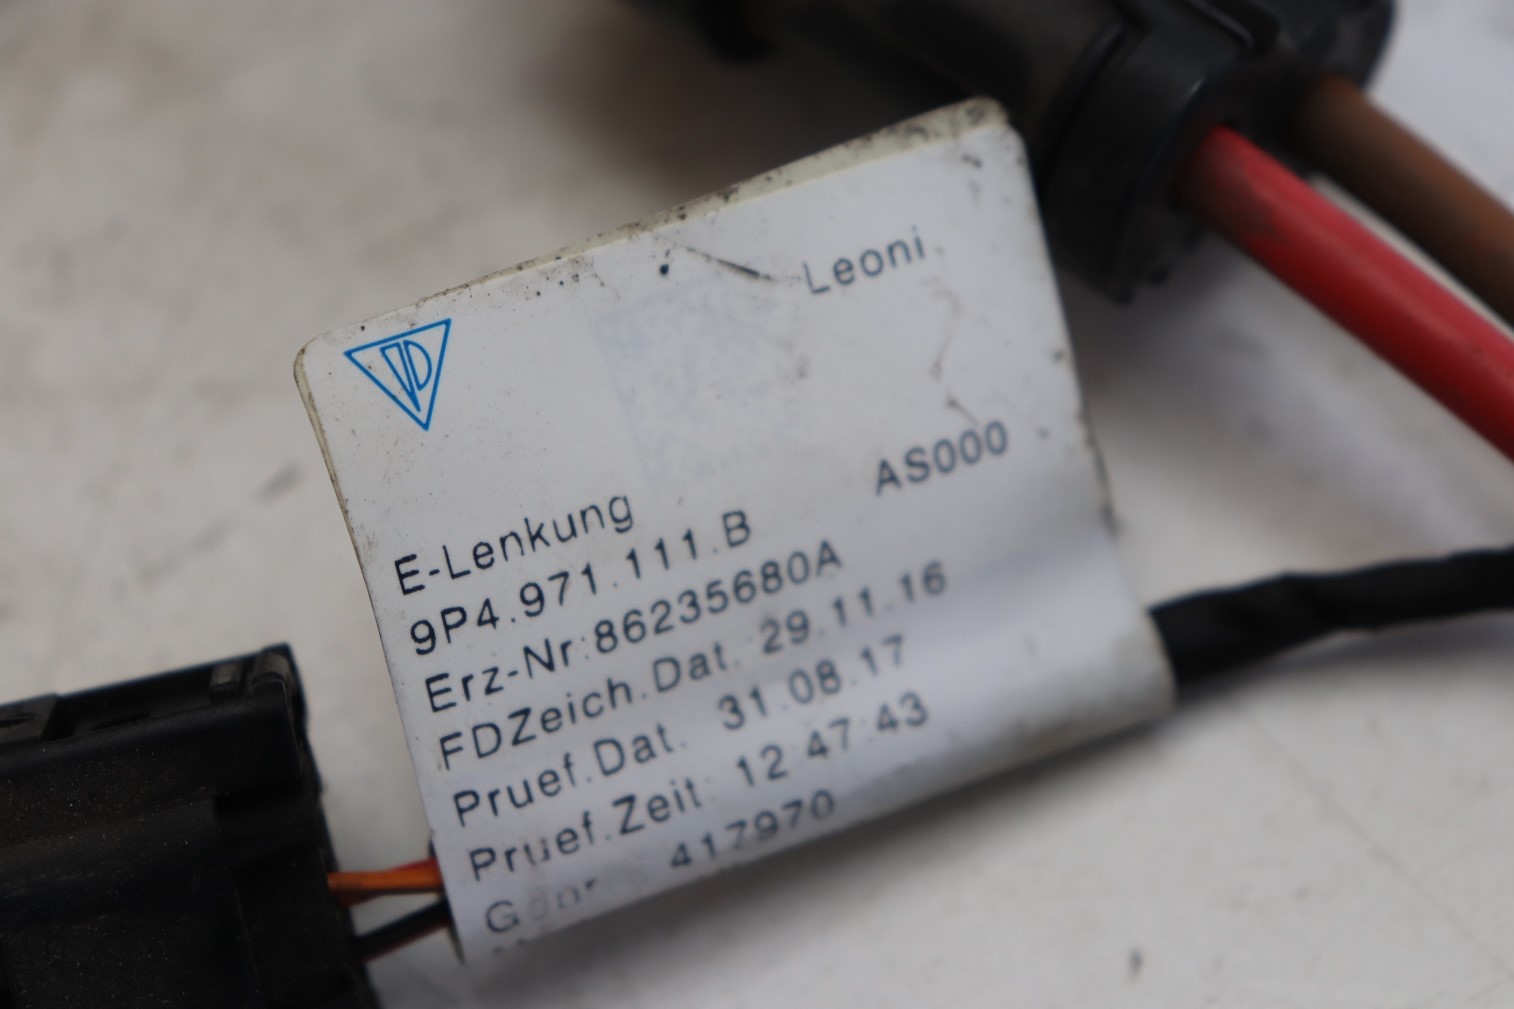 Leoni
AS000
E-Lenkung
9P4.971.111.B
Erz-Nr:86235680A
FDZeich.Dat. 29.11.16
Pruef.Dat. 31.08.17
Pruef.Zeit 12:47:43
417970